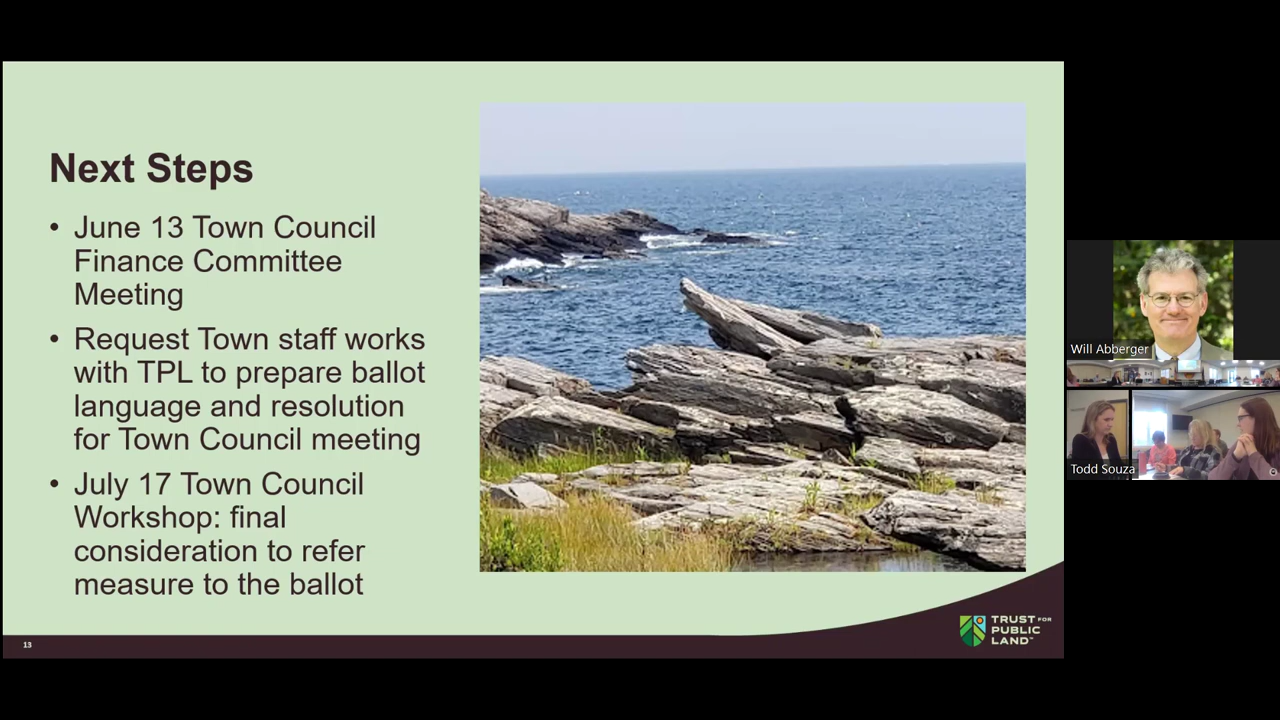 Next Steps
• June 13 Town Council
Finance Committee
Meeting
• Request Town staff works
with TPL to prepare ballot
language and resolution
for Town Council meeting
• July 17 Town Council
Workshop: final
consideration to refer
measure to the ballot
13
TRUST FOR
PUBLIC
LAND™
Will Abberger
Todd Souza